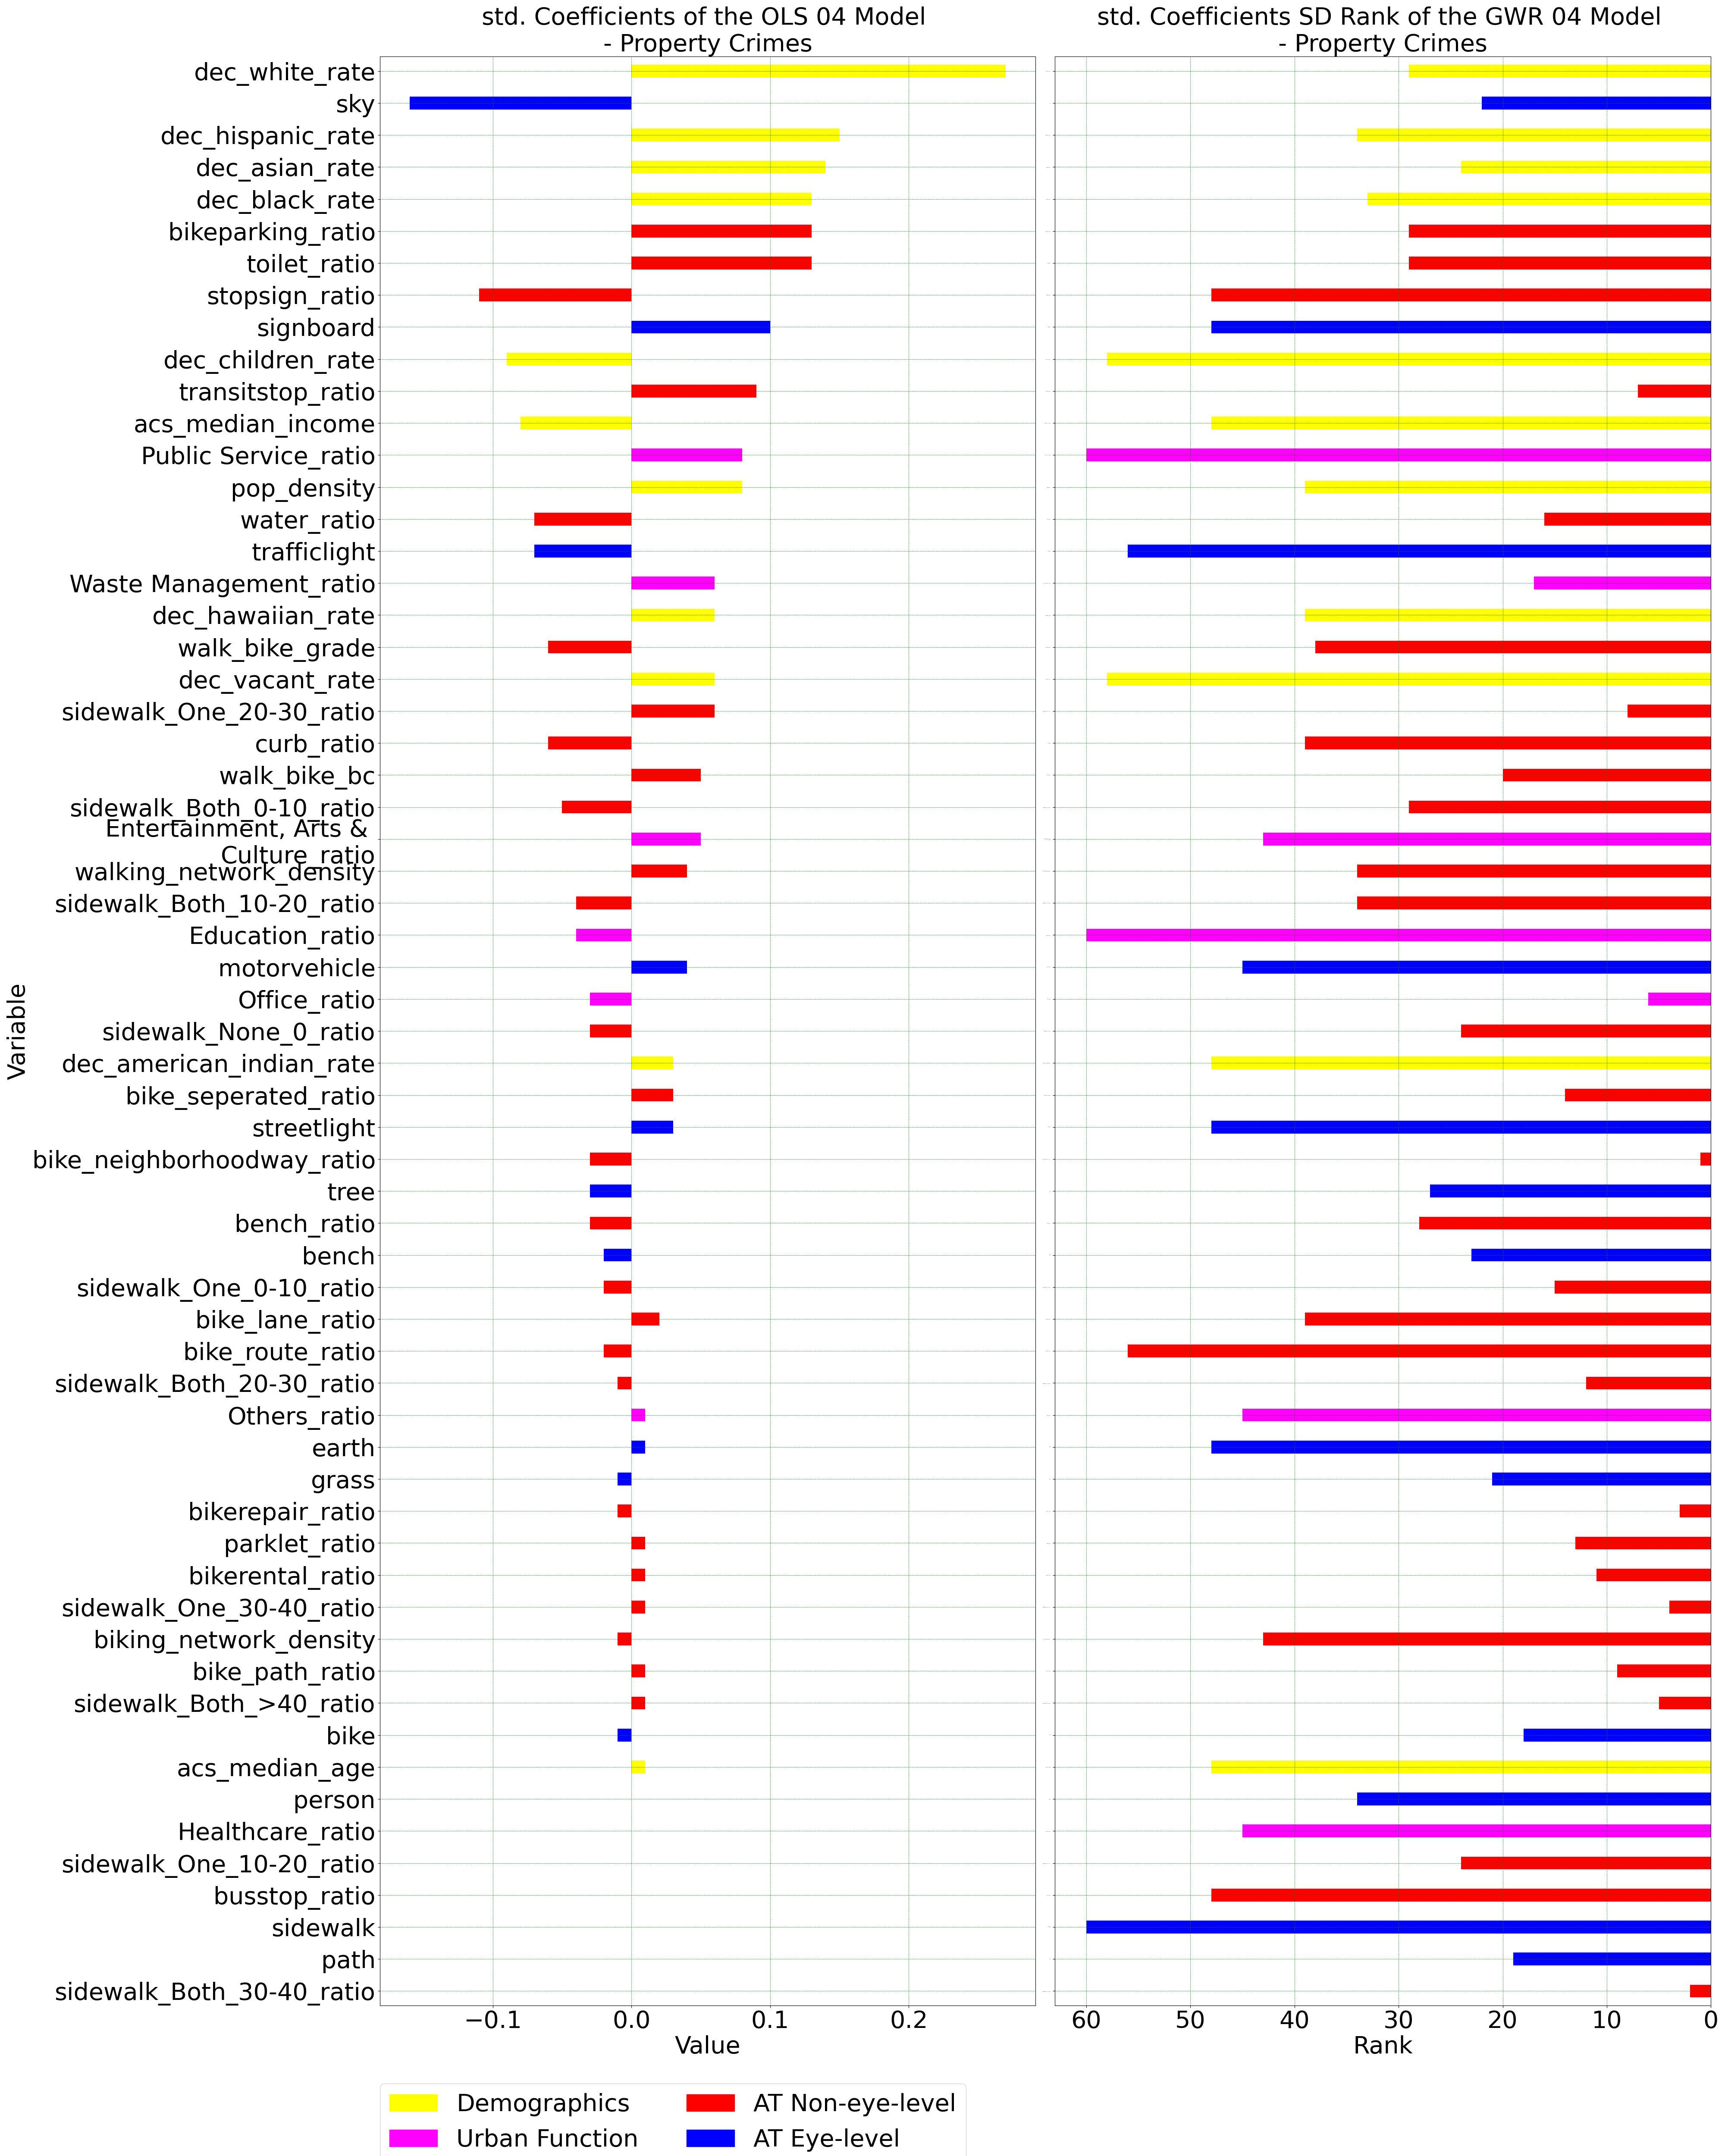 std. Coefficients of the OLS 04 Model
- Property Crimes
std. Coefficients SD Rank of the GWR 04 Model
- Property Crimes
Variable
dec_white_rate
sky
dec_hispanic_rate
dec_asian_rate
dec_black_rate
bikeparking_ratio
toilet_ratio
stopsign_ratio
signboard
dec_children_rate
transitstop_ratio
acs_median_income
Public Service_ratio
pop_density
water_ratio
trafficlight
Waste Management_ratio
dec_hawaiian_rate
walk_bike_grade
dec_vacant_rate
sidewalk_One_20-30_ratio
curb_ratio
walk_bike_bc
sidewalk_Both_0-10_ratio
Entertainment, Arts &
Culture_ratio
walking_network_density
sidewalk_Both_10-20_ratio
Education_ratio
motorvehicle
Office_ratio
sidewalk_None_0_ratio
dec_american_indian_rate
bike_seperated_ratio
streetlight
bike_neighborhoodway_ratio
tree
bench_ratio
bench
sidewalk_One_0-10_ratio
bike_lane_ratio
bike_route_ratio
sidewalk_Both_20-30_ratio
Others_ratio
earth
grass
bikerepair_ratio
parklet_ratio
bikerental_ratio
sidewalk_One_30-40_ratio
biking_network_density
bike_path_ratio
sidewalk_Both_>40_ratio
bike
acs_median_age
person
Healthcare_ratio
sidewalk_One_10-20_ratio
busstop_ratio
sidewalk
path
sidewalk_Both_30-40_ratio
−0.1 0.0 0.1 0.2
Value
60 50 40 30 20 10 0
Rank
Demographics
Urban Function
AT Non-eye-level
AT Eye-level